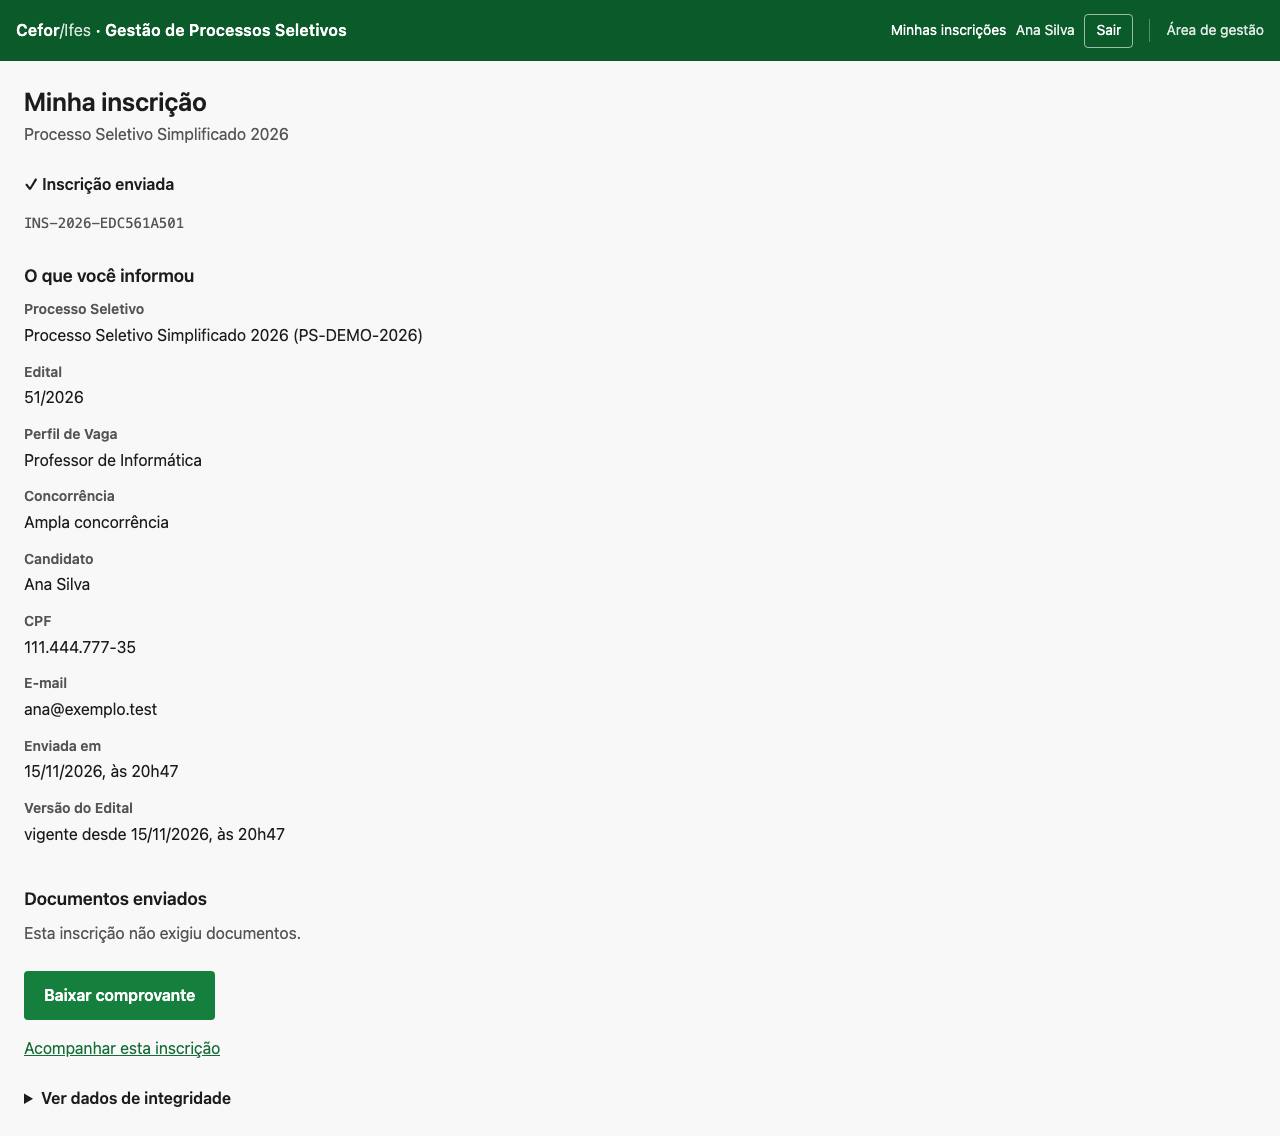 Cefor/Ifes · Gestão de Processos Seletivos
Minhas inscrições Ana Silva Sair Área de gestão
Minha inscrição
Processo Seletivo Simplificado 2026
✓ Inscrição enviada
INS-2026-EDC561A501
O que você informou
Processo Seletivo
Processo Seletivo Simplificado 2026 (PS-DEMO-2026)
Edital
51/2026
Perfil de Vaga
Professor de Informática
Concorrência
Ampla concorrência
Candidato
Ana Silva
CPF
111.444.777-35
E-mail
ana@exemplo.test
Enviada em
15/11/2026, às 20h47
Versão do Edital
vigente desde 15/11/2026, às 20h47
Documentos enviados
Esta inscrição não exigiu documentos.
Baixar comprovante
Acompanhar esta inscrição
Ver dados de integridade